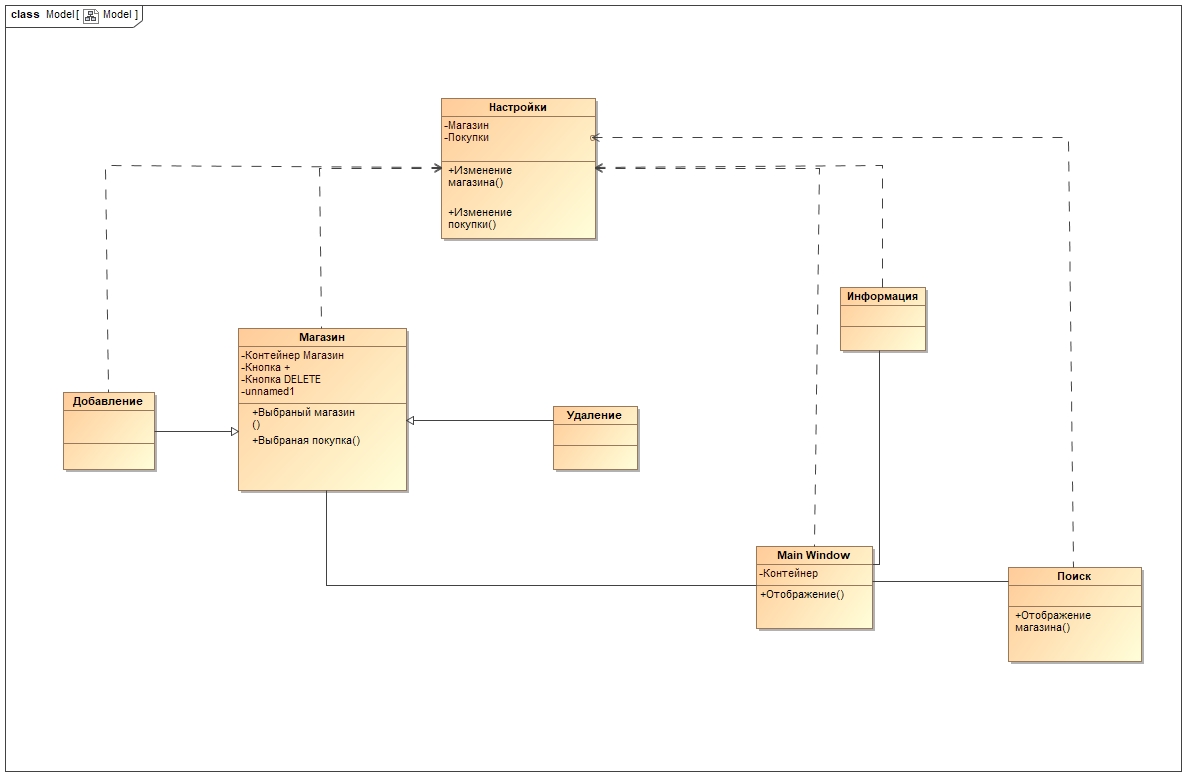 class Model[ Model ]
Настройки
-Магазин
-Покупки
+Изменение
магазина()
+Изменение
покупки()
Информация
Магазин
-Контейнер Магазин
-Кнопка +
-Кнопка DELETE
-unnamed1
+Выбраный магазин
()
+Выбраная покупка()
Добавление
Удаление
Main Window
-Контейнер
+Отображение()
Поиск
+Отображение
магазина()